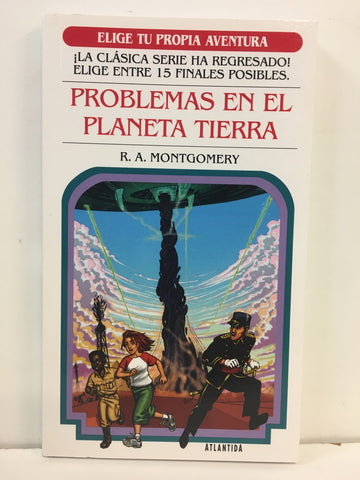 ELIGE TU PROPIA AVENTURA
¡LA CLÁSICA SERIE HA REGRESADO!
ELIGE ENTRE 15 FINALES POSIBLES.
PROBLEMAS EN EL
PLANETA TIERRA
R. A. MONTGOMERY
ATLANTIDA